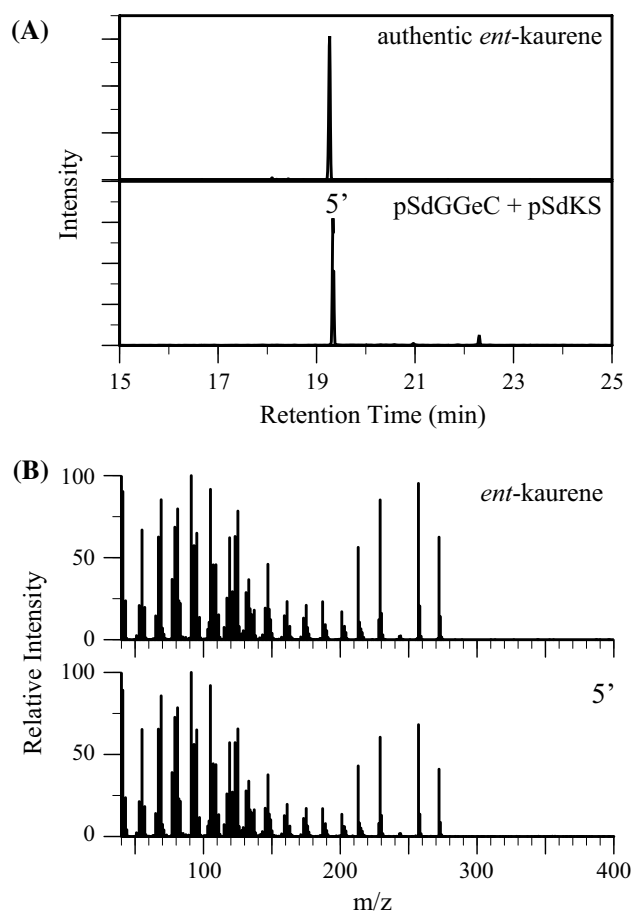 (A)
authentic ent-kaurene
5’
pSdGGeC + pSdKS
Intensity
15 17 19 21 23 25
Retention Time (min)
(B)
100
ent-kaurene
50
0
100
5’
50
0
Relative Intensity
100 200 300 400
m/z